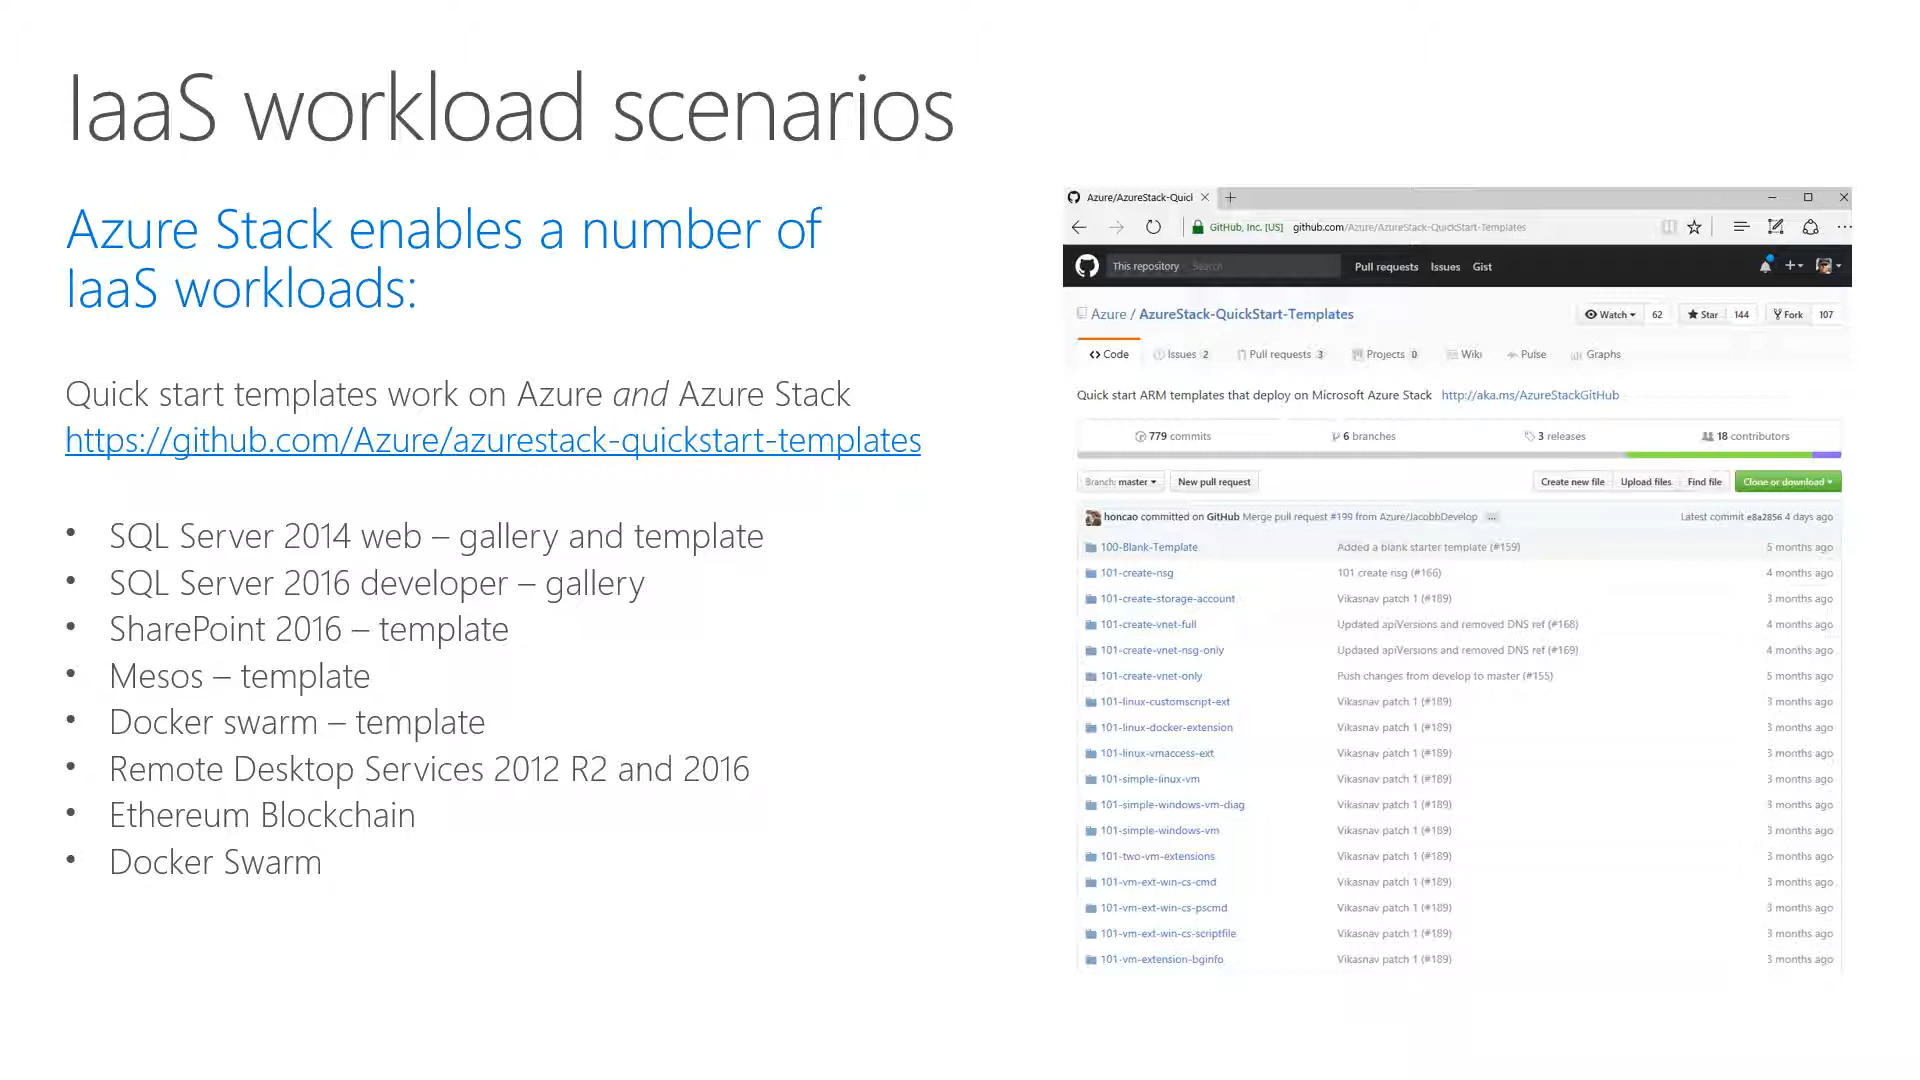 IaaS workload scenarios
Azure Stack enables a number of
IaaS workloads:
Quick start templates work on Azure and Azure Stack
https://github.com/Azure/azurestack-quickstart-templates
• SQL Server 2014 web – gallery and template
• SQL Server 2016 developer – gallery
• SharePoint 2016 – template
• Mesos – template
• Docker swarm – template
• Remote Desktop Services 2012 R2 and 2016
• Ethereum Blockchain
• Docker Swarm
Azure/AzureStack-Quicl
GitHub, Inc. [US] github.com/Azure/AzureStack-QuickStart-Templates
This repository Search Pull requests Issues Gist
Azure / AzureStack-QuickStart-Templates Watch 62 Star 144 Fork 107
Code Issues 2 Pull requests 3 Projects 0 Wiki Pulse Graphs
Quick start ARM templates that deploy on Microsoft Azure Stack http://aka.ms/AzureStackGitHub
779 commits 6 branches 3 releases 18 contributors
Branch: master New pull request Create new file Upload files Find file Clone or download
honcao committed on GitHub Merge pull request #199 from Azure/JacobbDevelop ... Latest commit e8a2856 4 days ago
100-Blank-Template Added a blank starter template (#159) 5 months ago
101-create-nsg 101 create nsg (#166) 4 months ago
101-create-storage-account Vikasnav patch 1 (#189) 3 months ago
101-create-vnet-full Updated apiVersions and removed DNS ref (#168) 4 months ago
101-create-vnet-nsg-only Updated apiVersions and removed DNS ref (#169) 4 months ago
101-create-vnet-only Push changes from develop to master (#155) 5 months ago
101-linux-customscript-ext Vikasnav patch 1 (#189) 3 months ago
101-linux-docker-extension Vikasnav patch 1 (#189) 3 months ago
101-linux-vmaccess-ext Vikasnav patch 1 (#189) 3 months ago
101-simple-linux-vm Vikasnav patch 1 (#189) 3 months ago
101-simple-windows-vm-diag Vikasnav patch 1 (#189) 3 months ago
101-simple-windows-vm Vikasnav patch 1 (#189) 3 months ago
101-two-vm-extensions Vikasnav patch 1 (#189) 3 months ago
101-vm-ext-win-cs-cmd Vikasnav patch 1 (#189) 3 months ago
101-vm-ext-win-cs-pscmd Vikasnav patch 1 (#189) 3 months ago
101-vm-ext-win-cs-scriptfile Vikasnav patch 1 (#189) 3 months ago
101-vm-extension-bginfo Vikasnav patch 1 (#189) 3 months ago